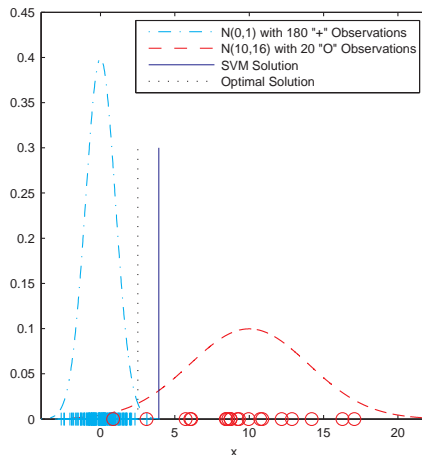 0.45
0.4
0.35
0.3
0.25
0.2
0.15
0.1
0.05
0
N(0,1) with 180 "+" Observations
N(10,16) with 20 "O" Observations
SVM Solution
Optimal Solution
0 5 10 15 20
x